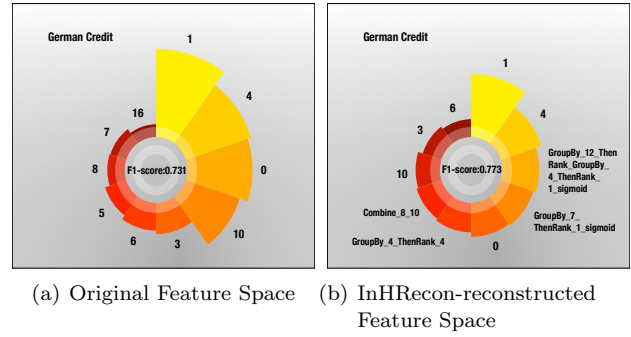 German Credit
1
4
0
10
3
6
5
8
7
16
F1-score:0.731
German Credit
1
4
GroupBy_12_Then
Rank_GroupBy_
4_ThenRank_
1_sigmoid
GroupBy_7_
ThenRank_1_sigmoid
0
GroupBy_4_ThenRank_4
Combine_8_10
10
3
6
F1-score:0.773
(a) Original Feature Space
(b) InHRecon-reconstructed
Feature Space